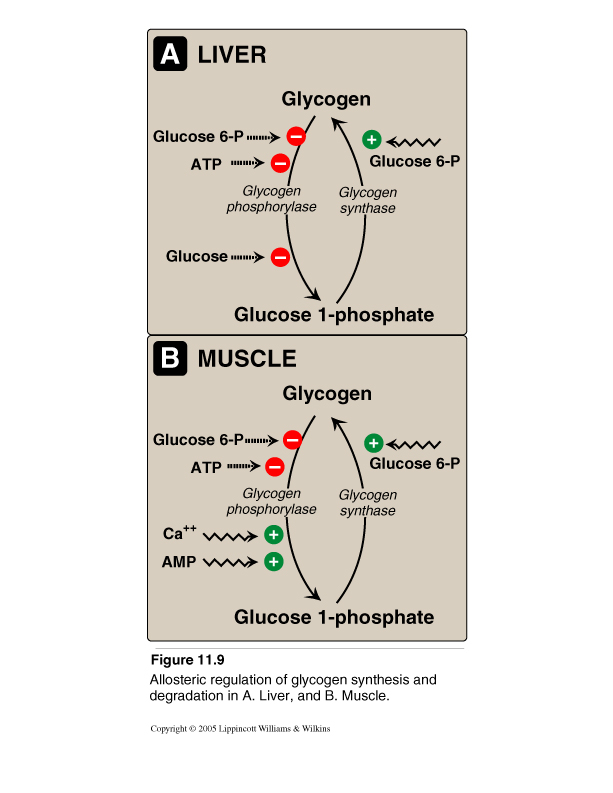 A LIVER
Glycogen
Glucose 6-P
−
+
ATP
−
Glucose 6-P
Glycogen
phosphorylase
Glycogen
synthase
Glucose
−
Glucose 1-phosphate
B MUSCLE
Glycogen
Glucose 6-P
−
+
ATP
−
Glucose 6-P
Glycogen
phosphorylase
Glycogen
synthase
Ca++
+
AMP
+
Glucose 1-phosphate
Figure 11.9
Allosteric regulation of glycogen synthesis and
degradation in A. Liver, and B. Muscle.
Copyright © 2005 Lippincott Williams & Wilkins